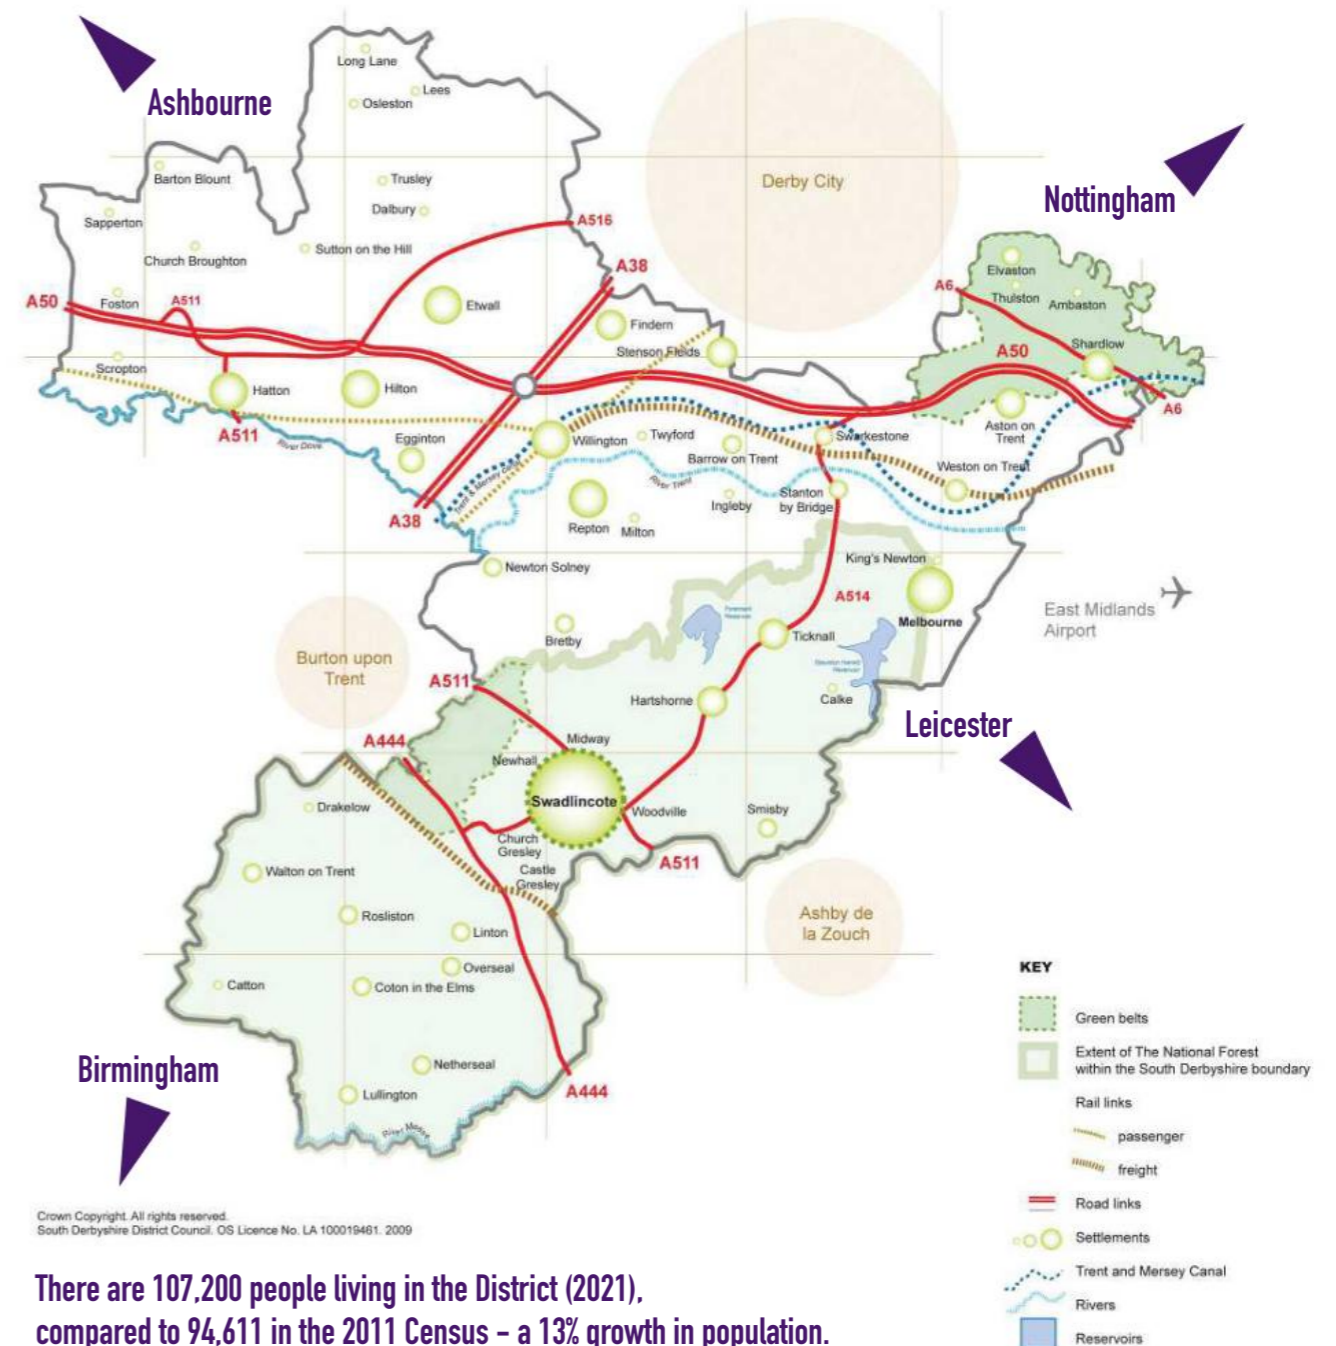 Long Lane
Lees
Osleston
Ashbourne
Barton Blount
Trusley
Derby City
Nottingham
Dalbury
Sapperton
A516
Sutton on the Hill
Church Broughton
A38
Elvaston
A6
Thulston
Ambaston
A50
Foston
A511
Etwall
Findern
Shardlow
Stenson Fields
A50
Scropton
Hatton
Hilton
A6
A511
Egginton
Willington
Twyford
Swarkestone
Aston on
Trent
River Dove
Barrow on Trent
Weston on Trent
Trent & Mersey Canal
River Trent
Stanton
by Bridge
Ingleby
A38
Repton
Milton
King's Newton
Newton Solney
A514
East Midlands
Airport
Foremark
Reservoir
Melbourne
Bretby
Ticknall
Burton upon
Trent
Staunton Harold
Reservoir
A511
Hartshorne
Calke
Leicester
A444
Midway
Newhall
Swadlincote
Drakelow
Woodville
Smisby
Church
Gresley
A511
Castle
Gresley
Walton on Trent
Rosliston
Ashby de
la Zouch
Linton
Overseal
Catton
Coton in the Elms
Netherseal
Birmingham
A444
Lullington
River Mease
KEY
Green belts
Extent of The National Forest
within the South Derbyshire boundary
Rail links
passenger
freight
Road links
Settlements
Trent and Mersey Canal
Rivers
Reservoirs
Crown Copyright. All rights reserved.
South Derbyshire District Council. OS Licence No. LA 100019461. 2009
There are 107,200 people living in the District (2021),
compared to 94,611 in the 2011 Census – a 13% growth in population.